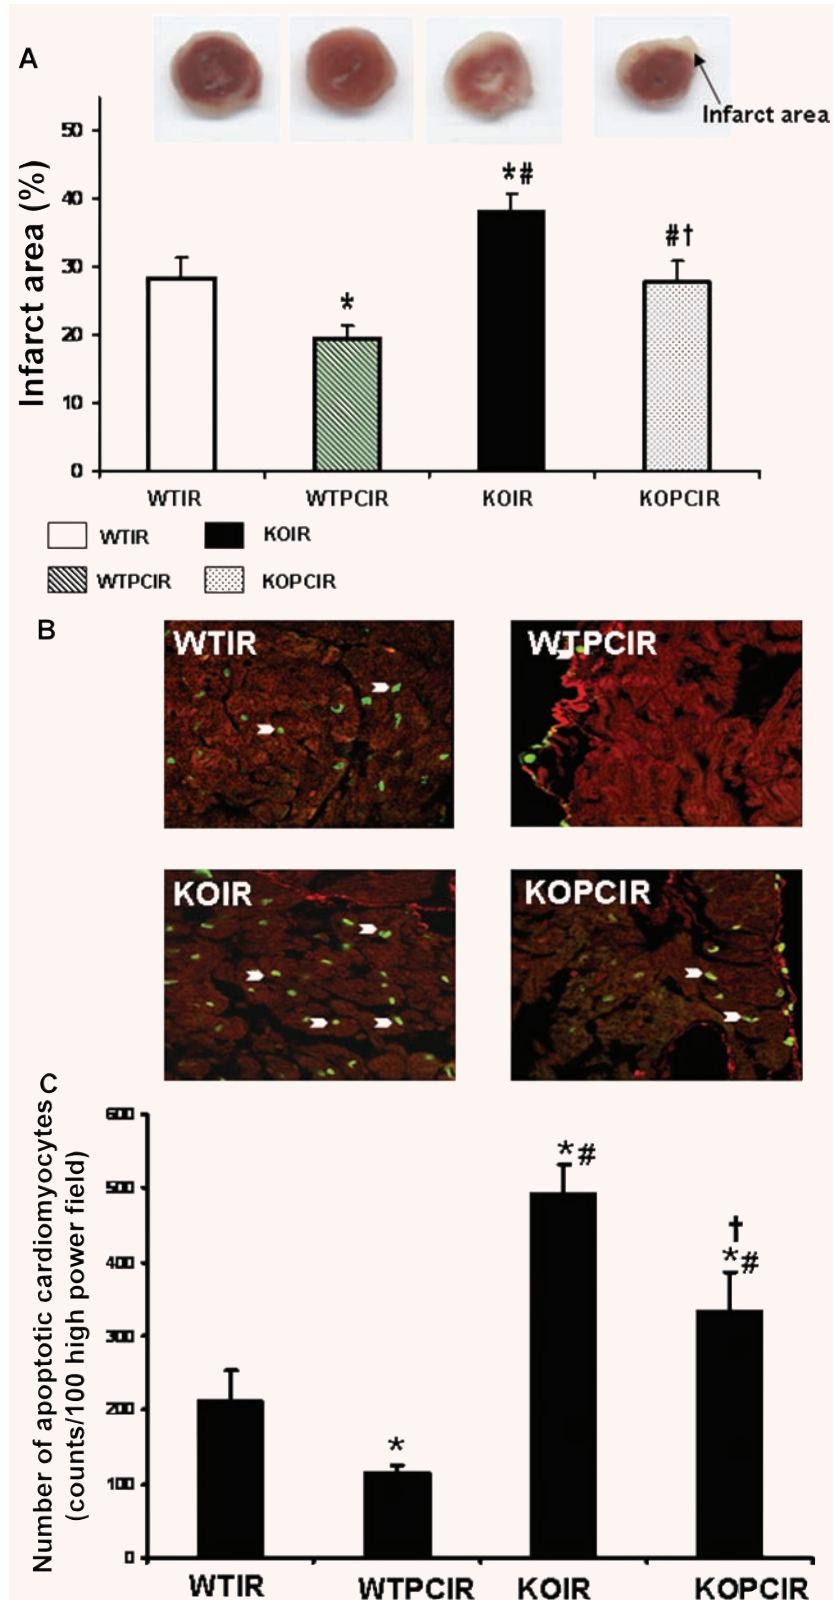 A
Infarct area
Infarct area (%)
50
40
30
20
10
0
*
*#
#†
WTIR WTPCIR KOIR KOPCIR
WTIR KOIR
WTPCIR KOPCIR
B
WTIR WTPCIR
KOIR KOPCIR
C
Number of apoptotic cardiomyocytes
(counts/100 high power field)
600
500
400
300
200
100
0
*
*#
†
*#
WTIR WTPCIR KOIR KOPCIR